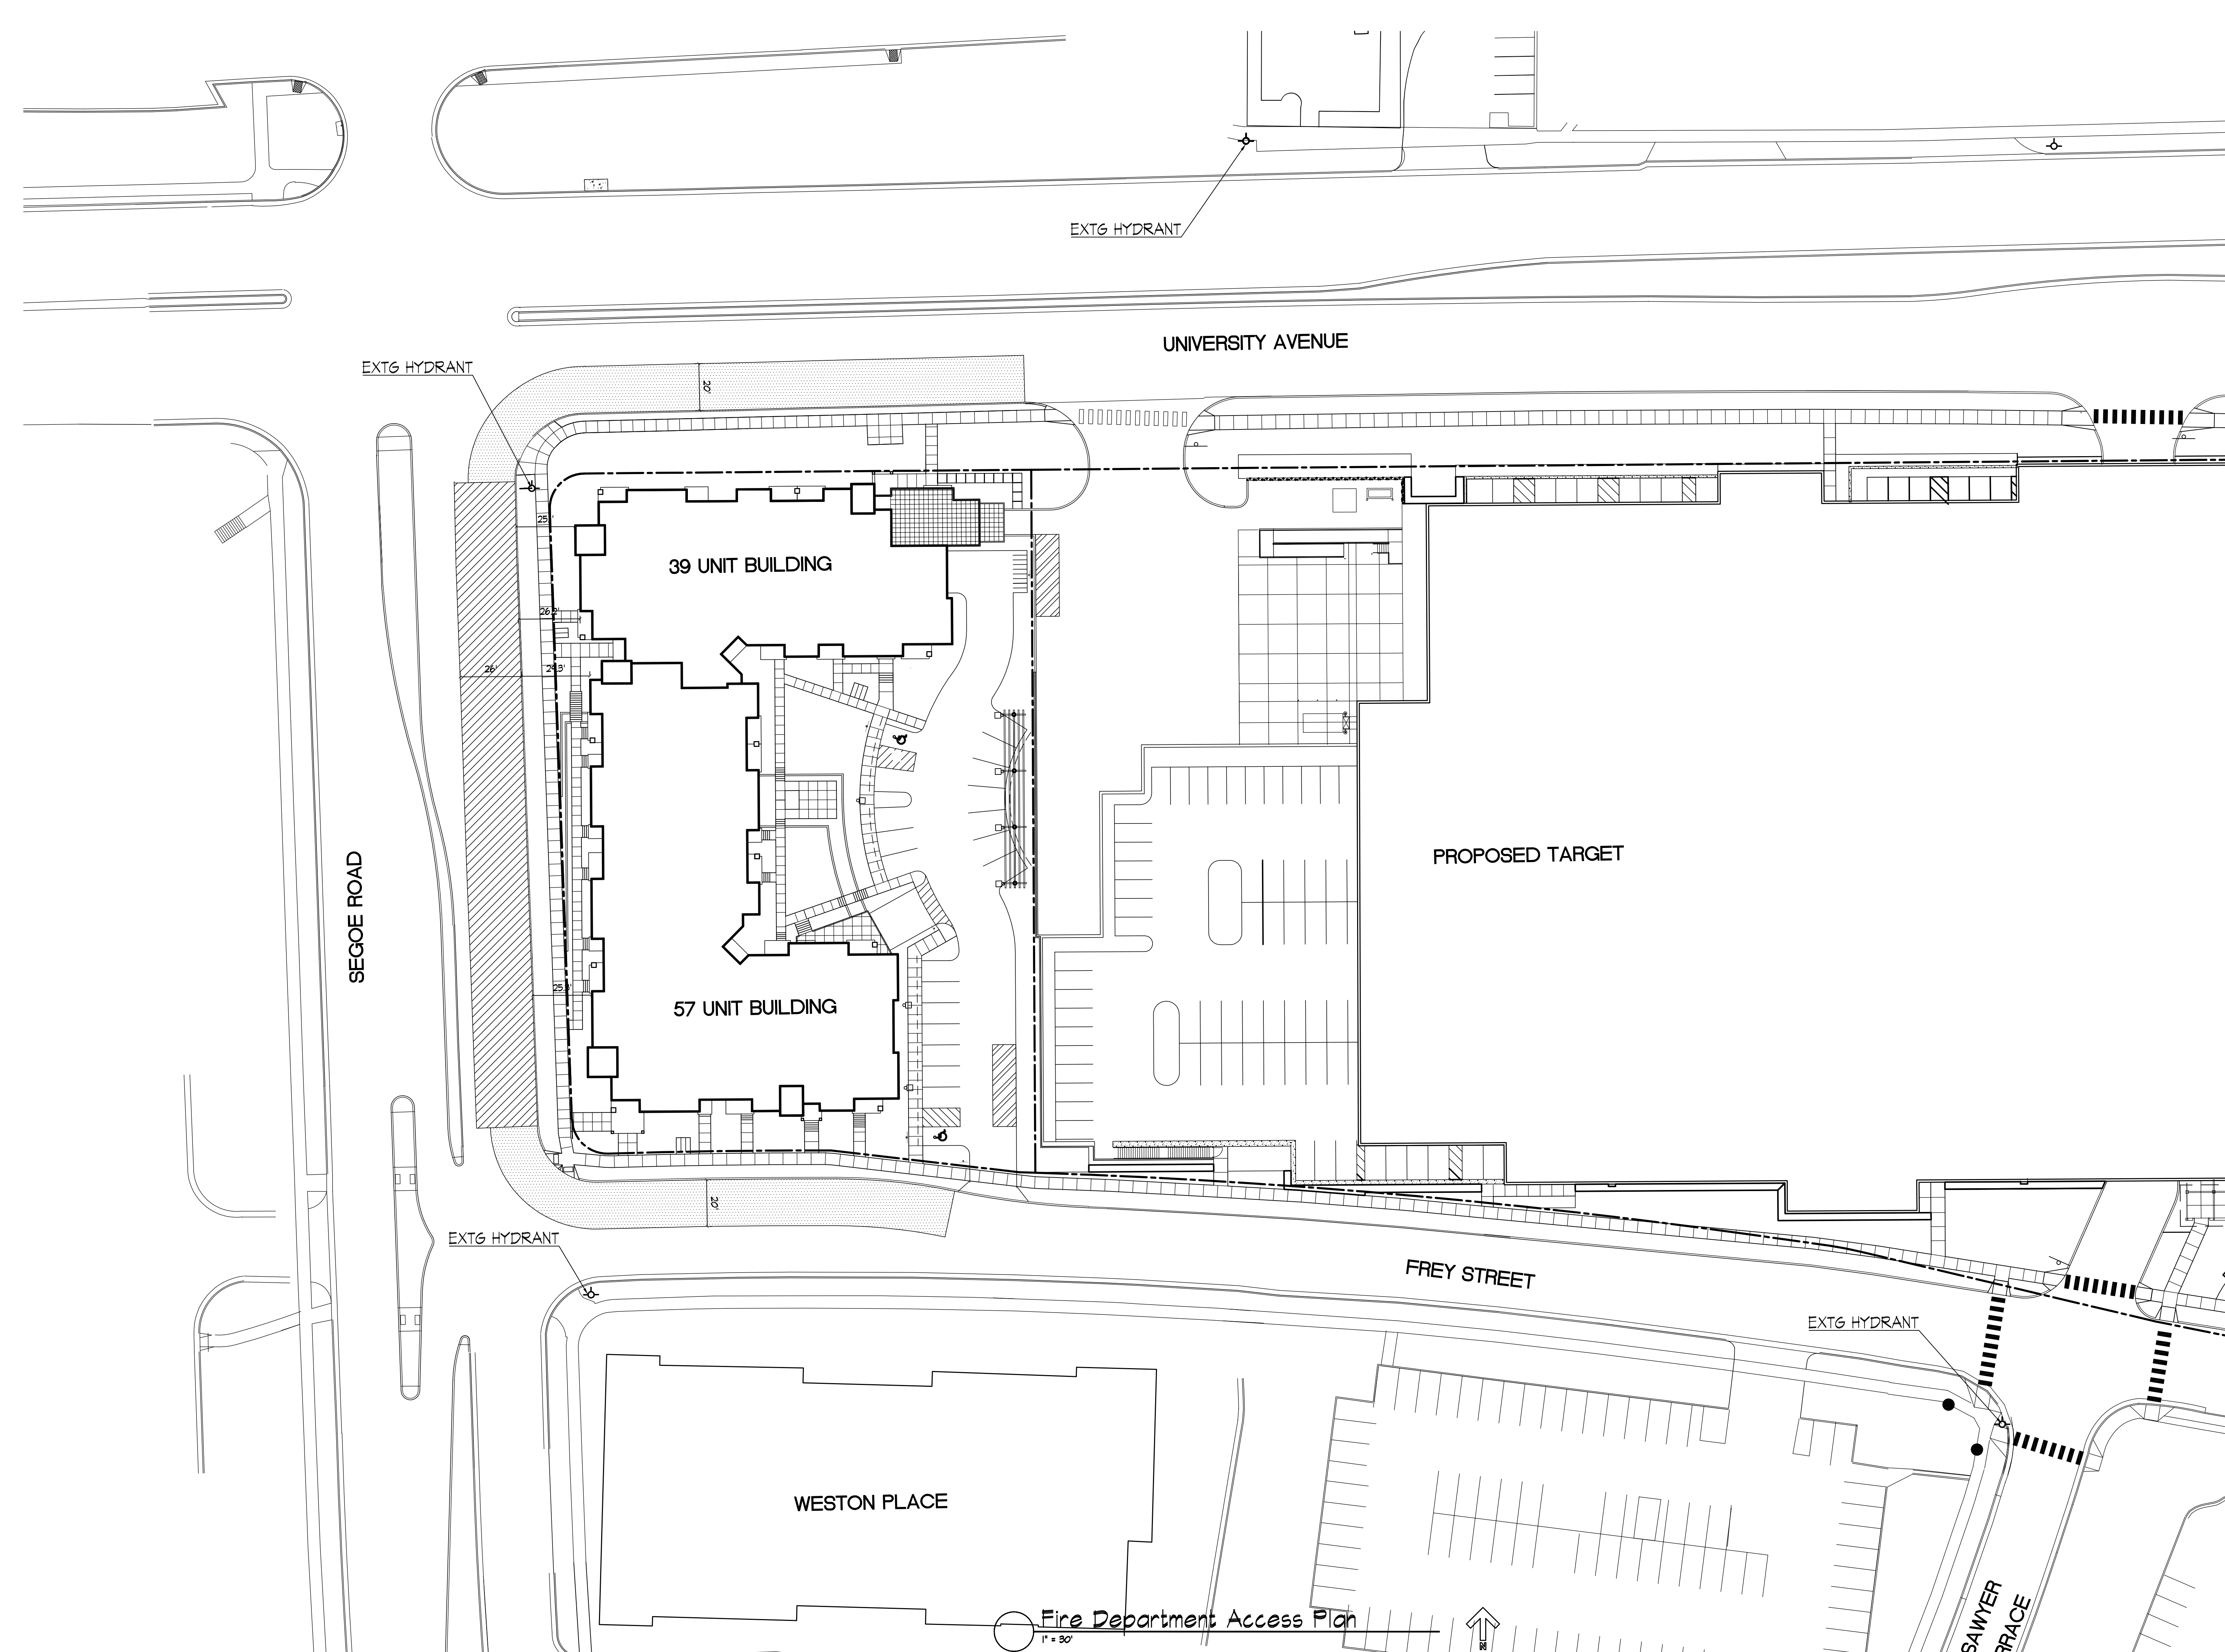 EXTG HYDRANT
UNIVERSITY AVENUE
EXTG HYDRANT
20'
39 UNIT BUILDING
26.2'
26'
25.3'
PROPOSED TARGET
SEGOE ROAD
57 UNIT BUILDING
20'
EXTG HYDRANT
FREY STREET
EXTG HYDRANT
WESTON PLACE
Fire Department Access Plan
1" = 30'
SAWYER